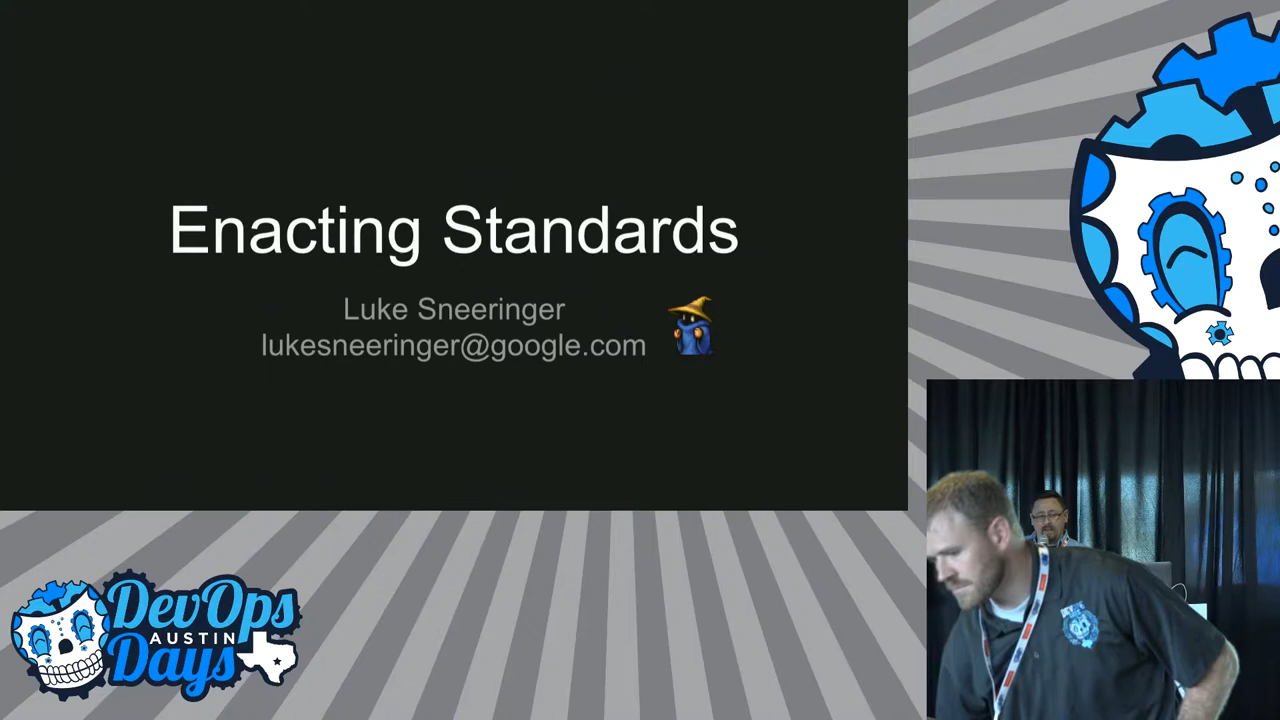 Enacting Standards
Luke Sneeringer
lukesneeringer@google.com
DevOps
AUSTIN
Days